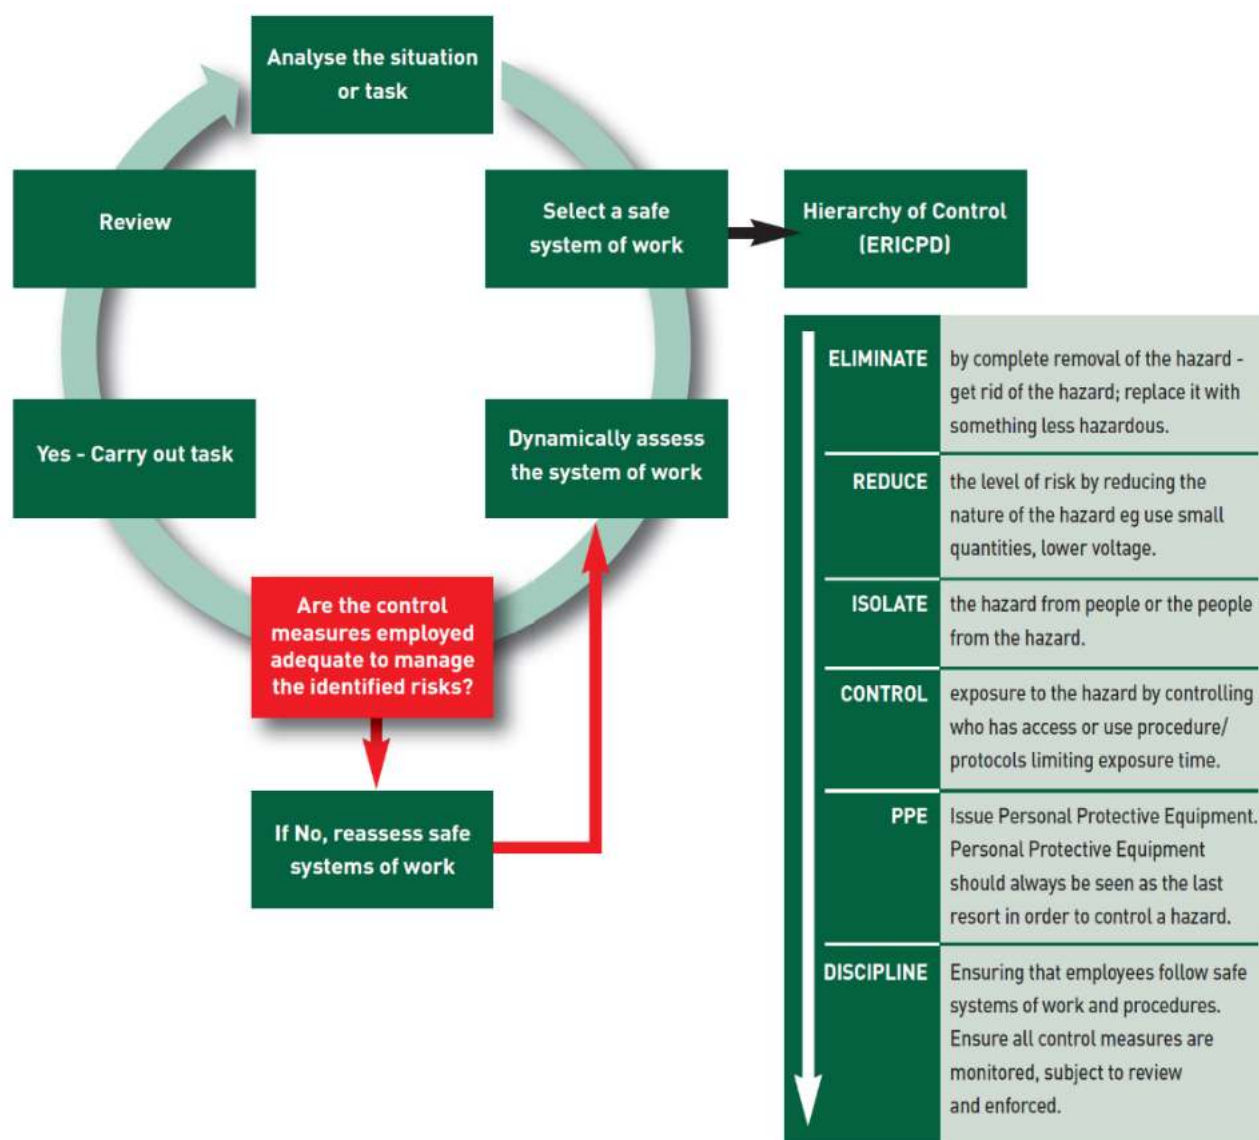 Analyse the situation
or task
Select a safe
system of work
Hierarchy of Control
(ERICPD)
Dynamically assess
the system of work
Are the control
measures employed
adequate to manage
the identified risks?
If No, reassess safe
systems of work
Yes - Carry out task
Review
ELIMINATE by complete removal of the hazard -
get rid of the hazard; replace it with
something less hazardous.
REDUCE the level of risk by reducing the
nature of the hazard eg use small
quantities, lower voltage.
ISOLATE the hazard from people or the people
from the hazard.
CONTROL exposure to the hazard by controlling
who has access or use procedure/
protocols limiting exposure time.
PPE Issue Personal Protective Equipment.
Personal Protective Equipment
should always be seen as the last
resort in order to control a hazard.
DISCIPLINE Ensuring that employees follow safe
systems of work and procedures.
Ensure all control measures are
monitored, subject to review
and enforced.